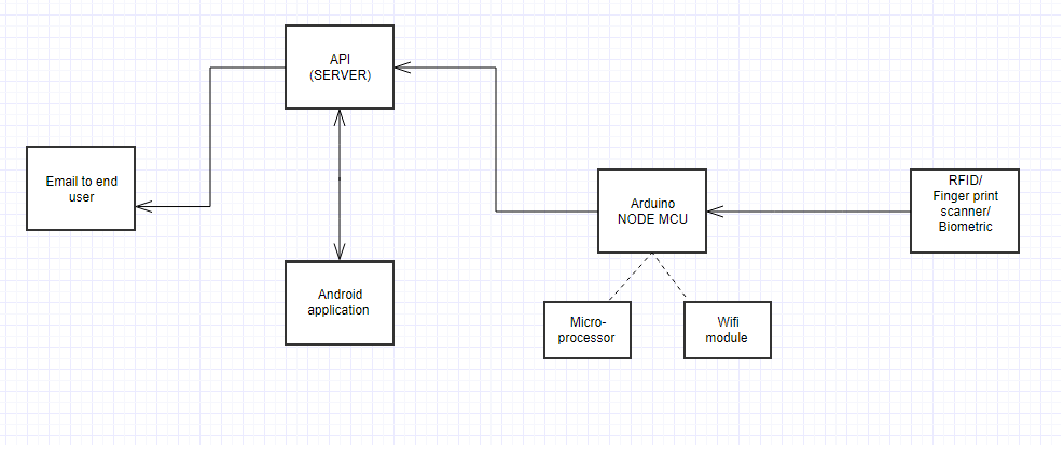 API
(SERVER)
Email to end
user
Android
application
Arduino
NODE MCU
Micro-
processor
Wifi
module
RFID/
Finger print
scanner/
Biometric